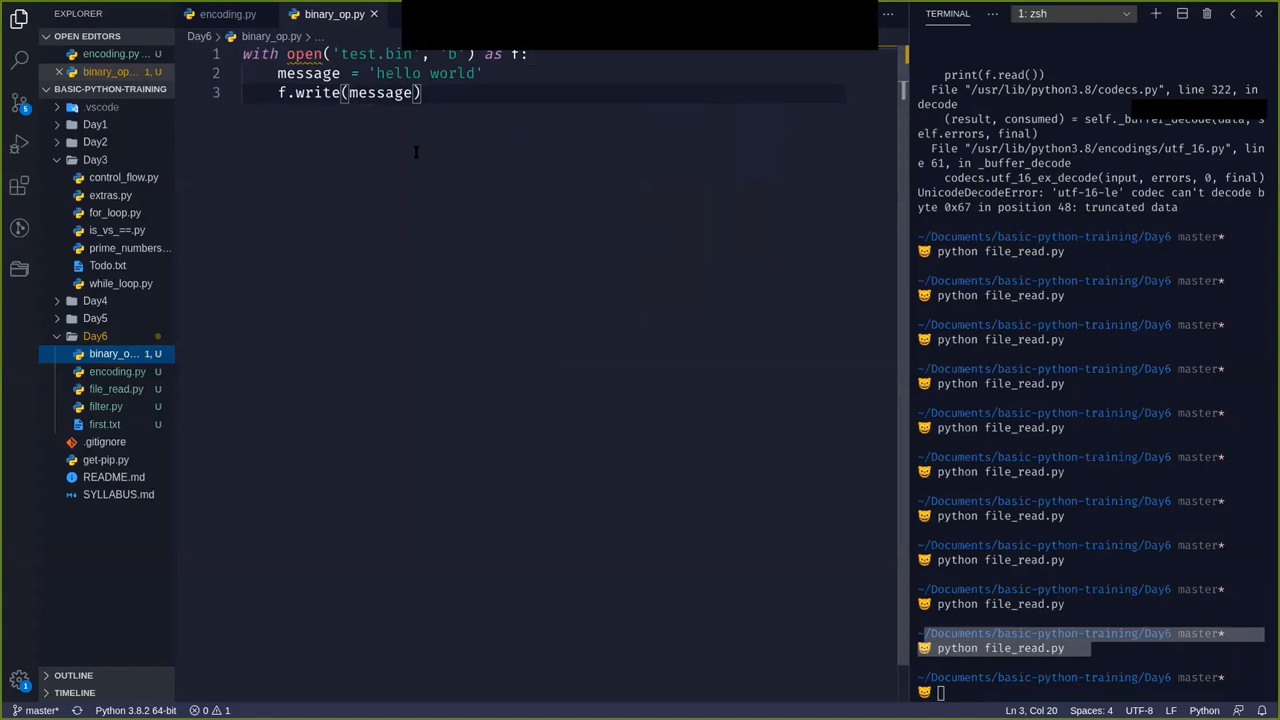 EXPLORER
OPEN EDITORS
encoding.py... U
binary_op... 1, U
BASIC-PYTHON-TRAINING
.vscode
Day1
Day2
Day3
control_flow.py
extras.py
for_loop.py
is_vs_==.py
prime_numbers...
Todo.txt
while_loop.py
Day4
Day5
Day6
binary_o... 1, U
encoding.py U
file_read.py U
filter.py U
first.txt U
.gitignore
get-pip.py
README.md
SYLLABUS.md
OUTLINE
TIMELINE
5
1
encoding.py
binary_op.py
Day6 > binary_op.py > ...
1 with open('test.bin', 'b') as f:
2 message = 'hello world'
3 f.write(message)
TERMINAL
1: zsh
print(f.read())
File "/usr/lib/python3.8/codecs.py", line 322, in
decode
(result, consumed) = self._buffer_decode(data, s
elf.errors, final)
File "/usr/lib/python3.8/encodings/utf_16.py", lin
e 61, in _buffer_decode
codecs.utf_16_ex_decode(input, errors, 0, final)
UnicodeDecodeError: 'utf-16-le' codec can't decode b
yte 0x67 in position 48: truncated data
~/Documents/basic-python-training/Day6 master*
python file_read.py
~/Documents/basic-python-training/Day6 master*
python file_read.py
~/Documents/basic-python-training/Day6 master*
python file_read.py
~/Documents/basic-python-training/Day6 master*
python file_read.py
~/Documents/basic-python-training/Day6 master*
python file_read.py
~/Documents/basic-python-training/Day6 master*
python file_read.py
~/Documents/basic-python-training/Day6 master*
python file_read.py
~/Documents/basic-python-training/Day6 master*
python file_read.py
~/Documents/basic-python-training/Day6 master*
python file_read.py
~/Documents/basic-python-training/Day6 master*
python file_read.py
~/Documents/basic-python-training/Day6 master*
master* Python 3.8.2 64-bit 0 1 Ln 3, Col 20 Spaces: 4 UTF-8 LF Python